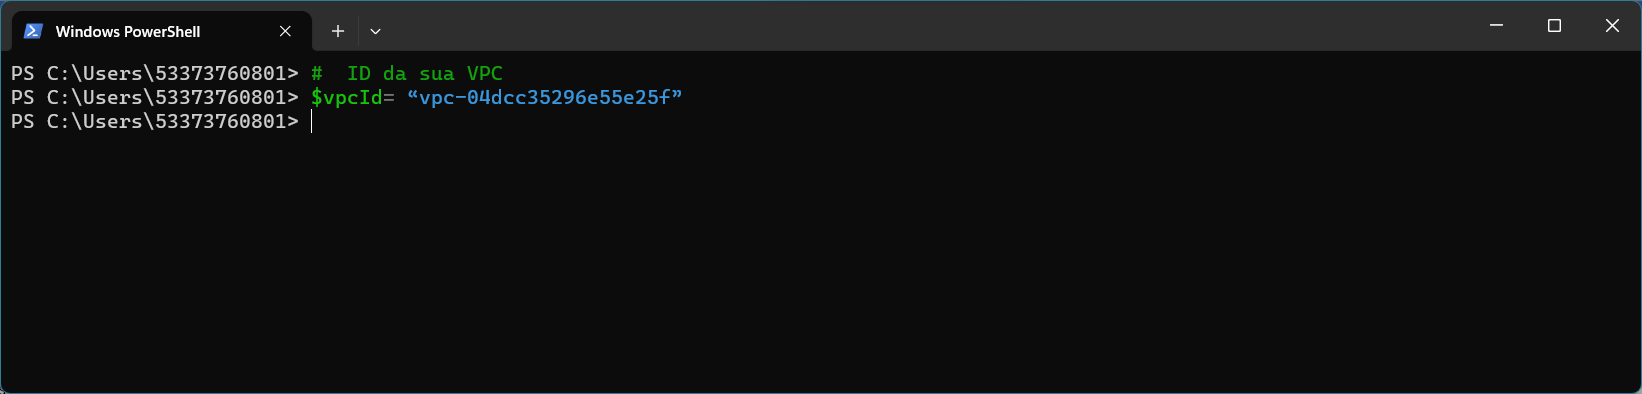 Windows PowerShell
PS C:\Users\53373760801> #  ID da sua VPC
PS C:\Users\53373760801> $vpcId= “vpc-04dcc35296e55e25f”
PS C:\Users\53373760801>